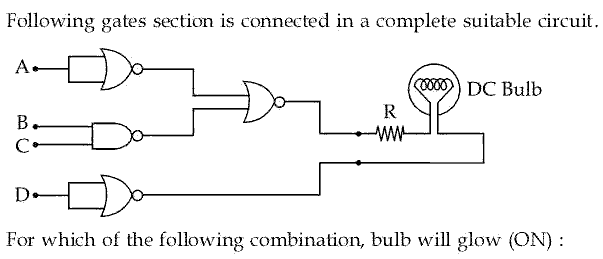 Following gates section is connected in a complete suitable circuit.
A
DC Bulb
R
B
C
D
For which of the following combination, bulb will glow (ON) :